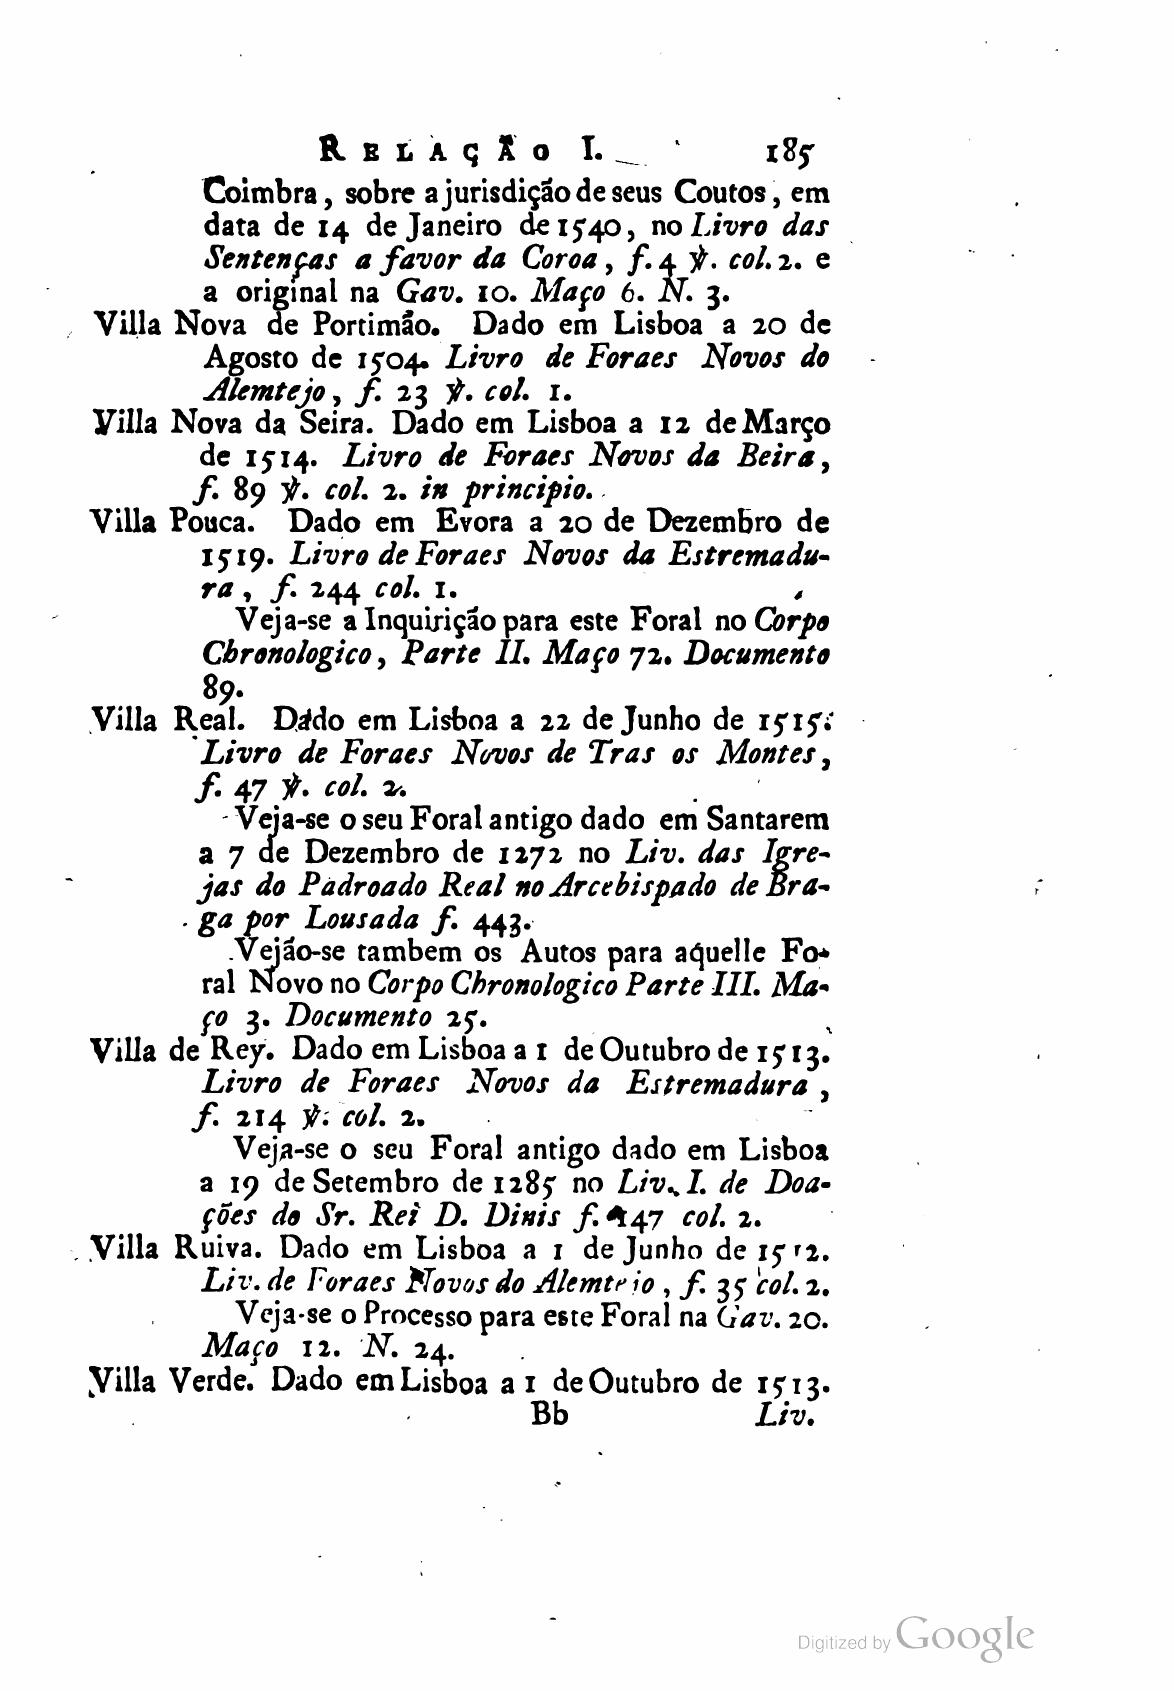 RELAÇÃO I. 185
Coimbra, sobre a jurisdição de seus Coutos, em
data de 14 de Janeiro de 1540, no Livro das
Sentenças a favor da Coroa, f. 4 ℣. col. 2. e
a original na Gav. 10. Maço 6. N. 3.
Villa Nova de Portimão. Dado em Lisboa a 20 de
Agosto de 1504. Livro de Foraes Novos do
Alemtejo, f. 23 ℣. col. 1.
Villa Nova da Seira. Dado em Lisboa a 12 de Março
de 1514. Livro de Foraes Novos da Beira,
f. 89 ℣. col. 2. in principio.
Villa Pouca. Dado em Evora a 20 de Dezembro de
1519. Livro de Foraes Novos da Estremadu-
ra, f. 244 col. 1.
Veja-se a Inquirição para este Foral no Corpo
Chronologico, Parte II. Maço 72. Documento
89.
Villa Real. Dado em Lisboa a 22 de Junho de 1515.
Livro de Foraes Novos de Tras os Montes,
f. 47 ℣. col. 2.
Veja-se o seu Foral antigo dado em Santarem
a 7 de Dezembro de 1272 no Liv. das Igre-
jas do Padroado Real no Arcebispado de Bra-
ga por Lousada f. 443.
Vejão-se tambem os Autos para aquelle Fo-
ral Novo no Corpo Chronologico Parte III. Ma-
ço 3. Documento 25.
Villa de Rey. Dado em Lisboa a 1 de Outubro de 1513.
Livro de Foraes Novos da Estremadura,
f. 214 ℣. col. 2.
Veja-se o seu Foral antigo dado em Lisboa
a 19 de Setembro de 1285 no Liv. I. de Doa-
ções do Sr. Rei D. Dinis f. 147 col. 2.
Villa Ruiva. Dado em Lisboa a 1 de Junho de 1512.
Liv. de Foraes Novos do Alemtejo, f. 35 col. 2.
Veja-se o Processo para este Foral na Gav. 20.
Maço 12. N. 24.
Villa Verde. Dado em Lisboa a 1 de Outubro de 1513.
Bb Liv.
Digitized by Google